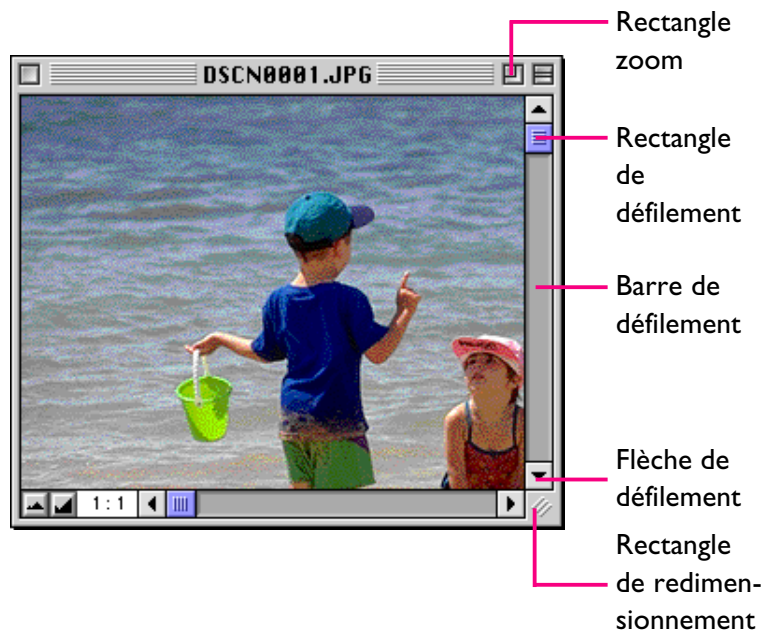 Rectangle
zoom
DSCN0001.JPG
Rectangle
de
défilement
Barre de
défilement
Flèche de
défilement
1:1
Rectangle
de redimen-
sionnement